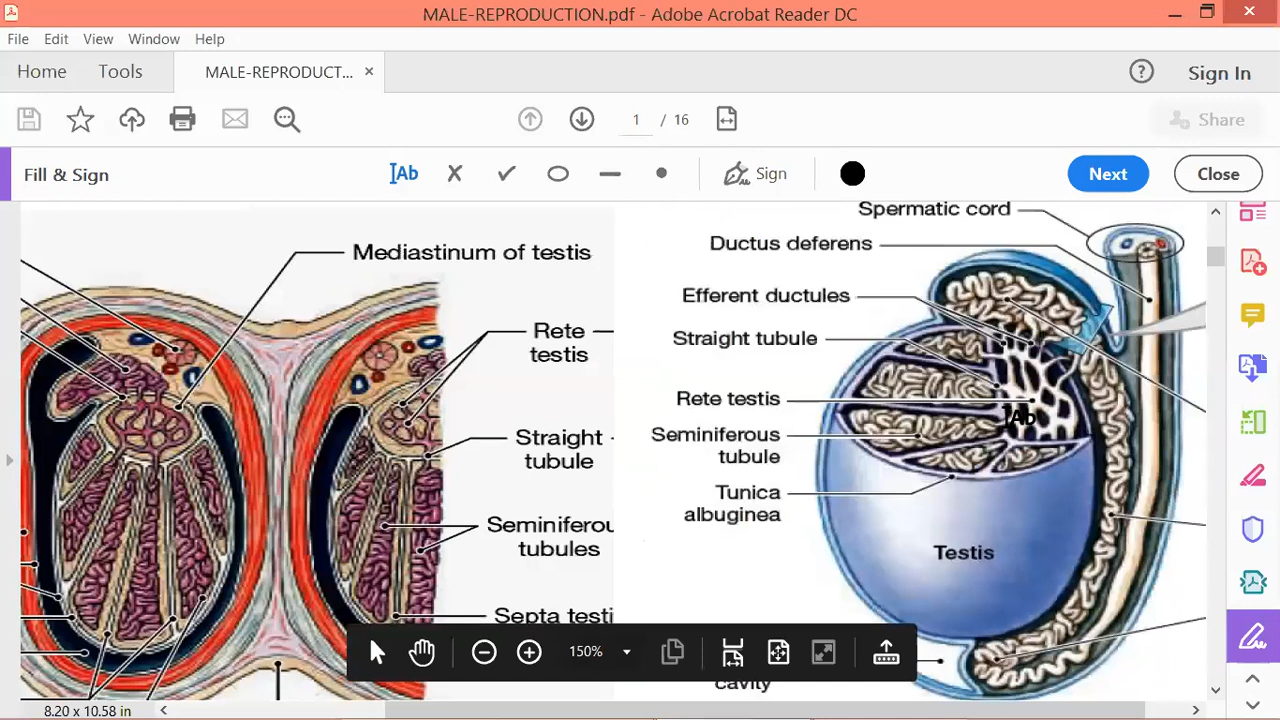 MALE-REPRODUCTION.pdf - Adobe Acrobat Reader DC
File Edit View Window Help
Home Tools MALE-REPRODUCT... × ? Sign In
1 / 16 Share
Fill & Sign Ab Sign Next Close
Mediastinum of testis
Rete
testis
Straight
tubule
Seminiferou
tubules
Septa testi
Spermatic cord
Ductus deferens
Efferent ductules
Straight tubule
Rete testis
Ab
Seminiferous
tubule
Tunica
albuginea
Testis
cavity
150%
8.20 x 10.58 in